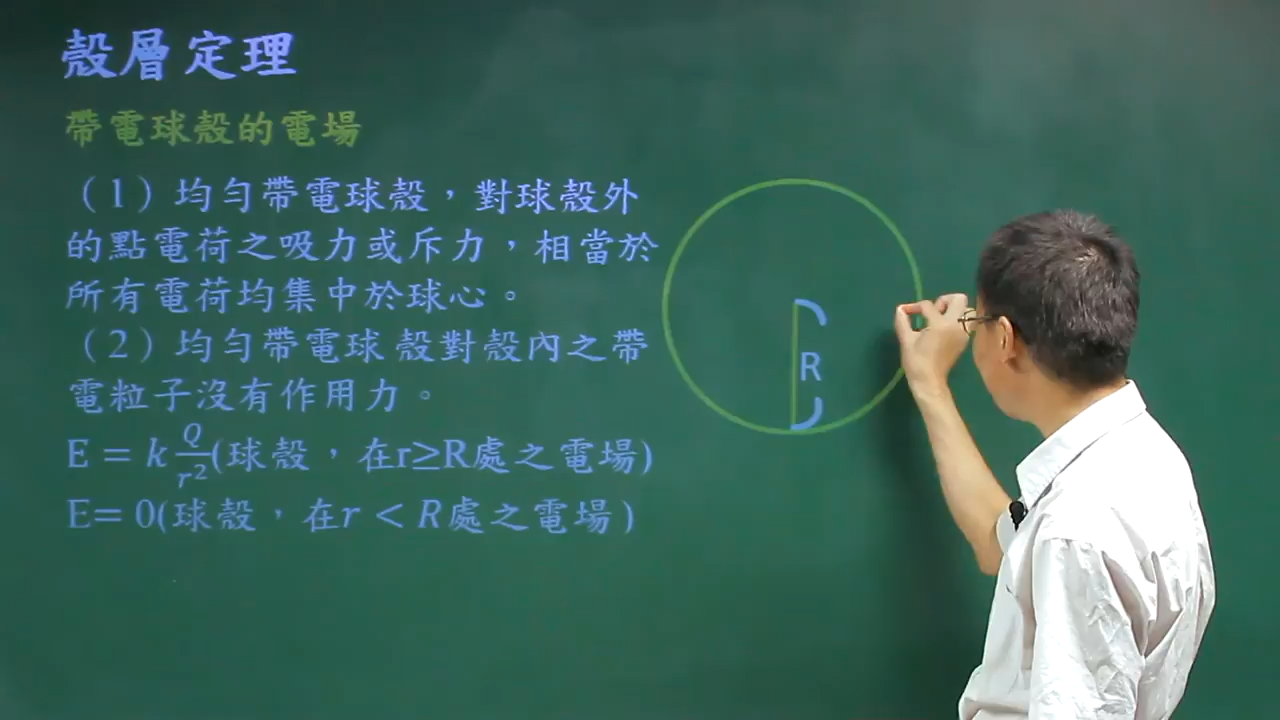 殼層定理
帶電球殼的電場
（1）均勻帶電球殼，對球殼外
的點電荷之吸力或斥力，相當於
所有電荷均集中於球心。
（2）均勻帶電球殼對殼內之帶
電粒子沒有作用力。
E = k Q/r² (球殼，在r≥R處之電場)
E= 0(球殼，在r < R處之電場)
R